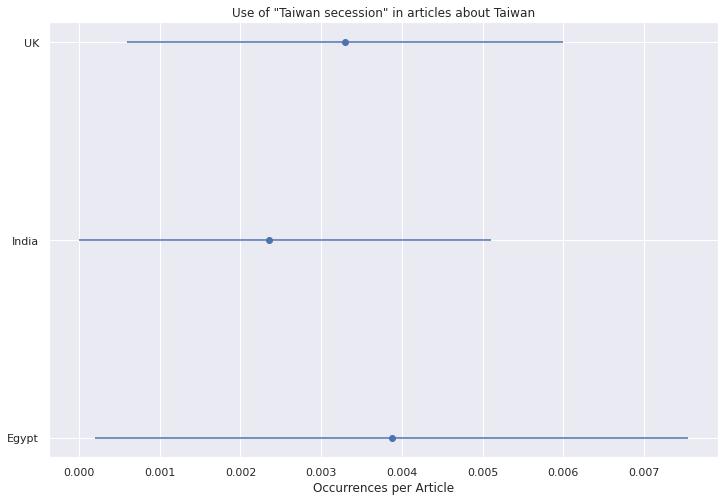 Use of "Taiwan secession" in articles about Taiwan
UK
India
Egypt
0.000 0.001 0.002 0.003 0.004 0.005 0.006 0.007
Occurrences per Article